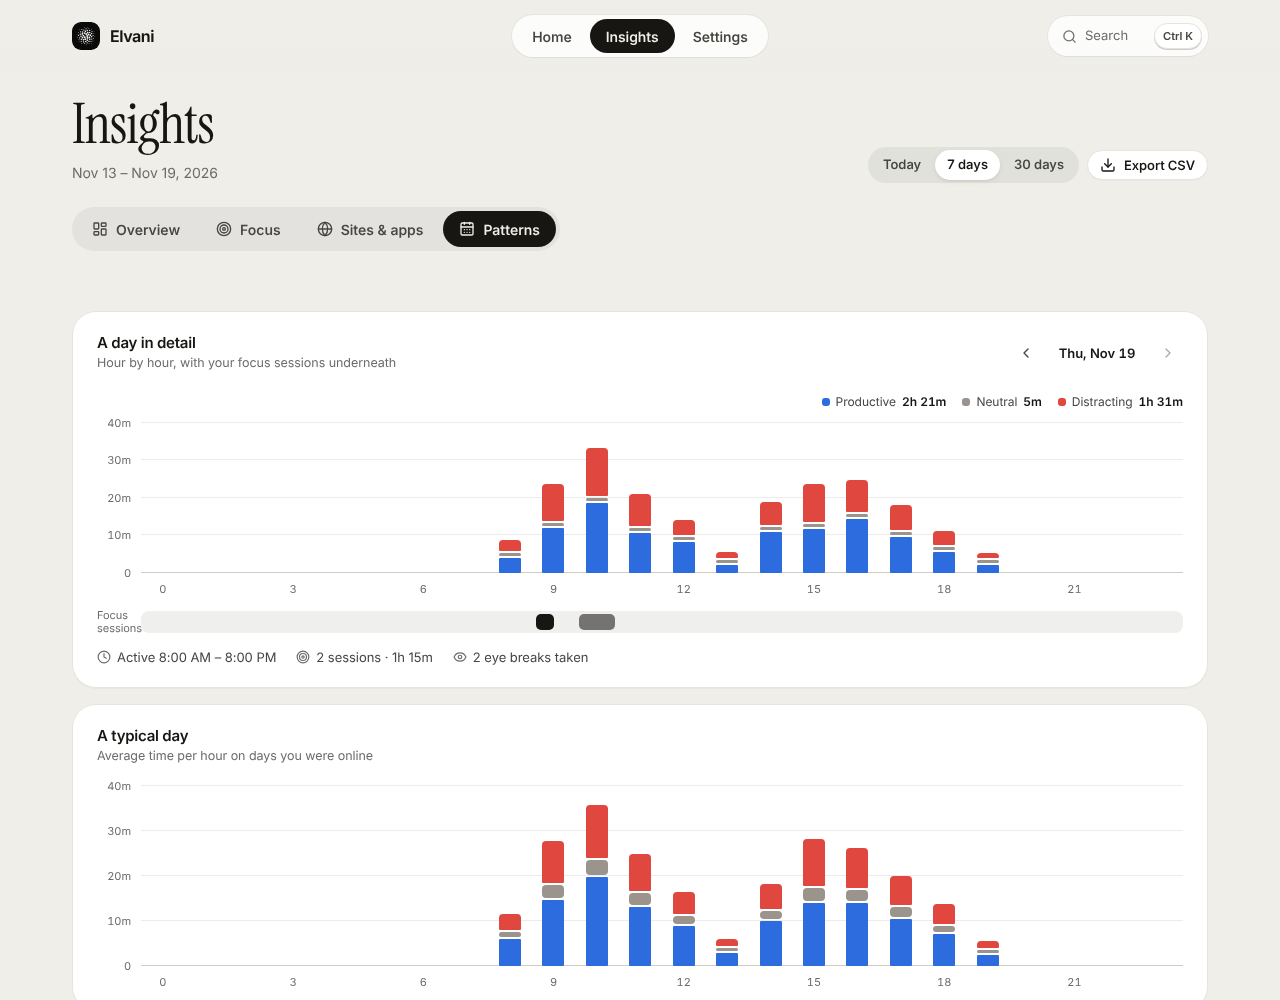 Elvani
Home Insights Settings
Search Ctrl K
Insights
Nov 13 – Nov 19, 2026
Today 7 days 30 days Export CSV
Overview Focus Sites & apps Patterns
A day in detail
Hour by hour, with your focus sessions underneath
Thu, Nov 19
Productive 2h 21m Neutral 5m Distracting 1h 31m
40m
30m
20m
10m
0
0 3 6 9 12 15 18 21
Focus
sessions
Active 8:00 AM – 8:00 PM 2 sessions · 1h 15m 2 eye breaks taken
A typical day
Average time per hour on days you were online
40m
30m
20m
10m
0
0 3 6 9 12 15 18 21